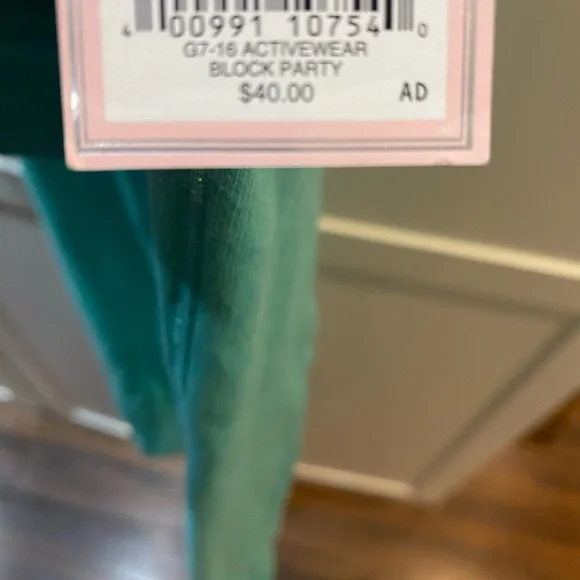 4 00991 10754 0
G7-16 ACTIVEWEAR
BLOCK PARTY
$40.00 AD